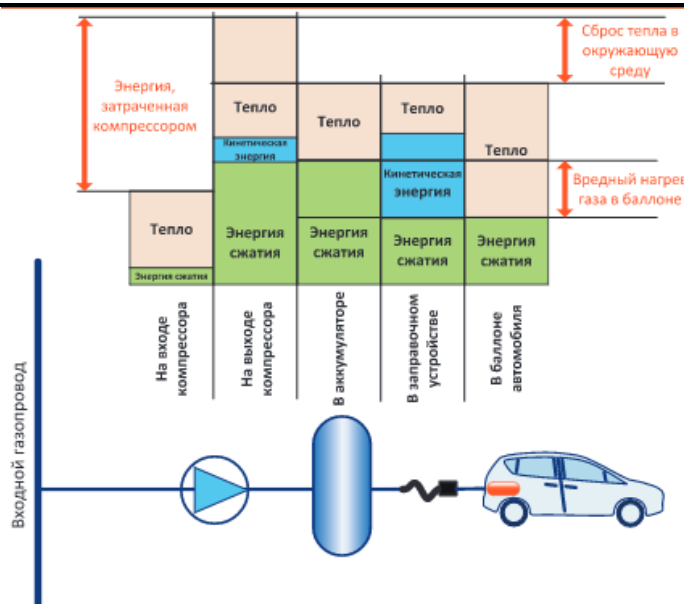 Энергия,
затраченная
компрессором
Сброс тепла в
окружающую
среду
Тепло
Кинетическая
энергия
Тепло
Тепло
Тепло
Кинетическая
энергия
Вредный нагрев
газа в баллоне
Тепло
Энергия сжатия
Энергия
сжатия
Энергия
сжатия
Энергия
сжатия
Энергия
сжатия
На входе
компрессора
На выходе
компрессора
В аккумуляторе
В заправочном
устройстве
В баллоне
автомобиля
Входной газопровод